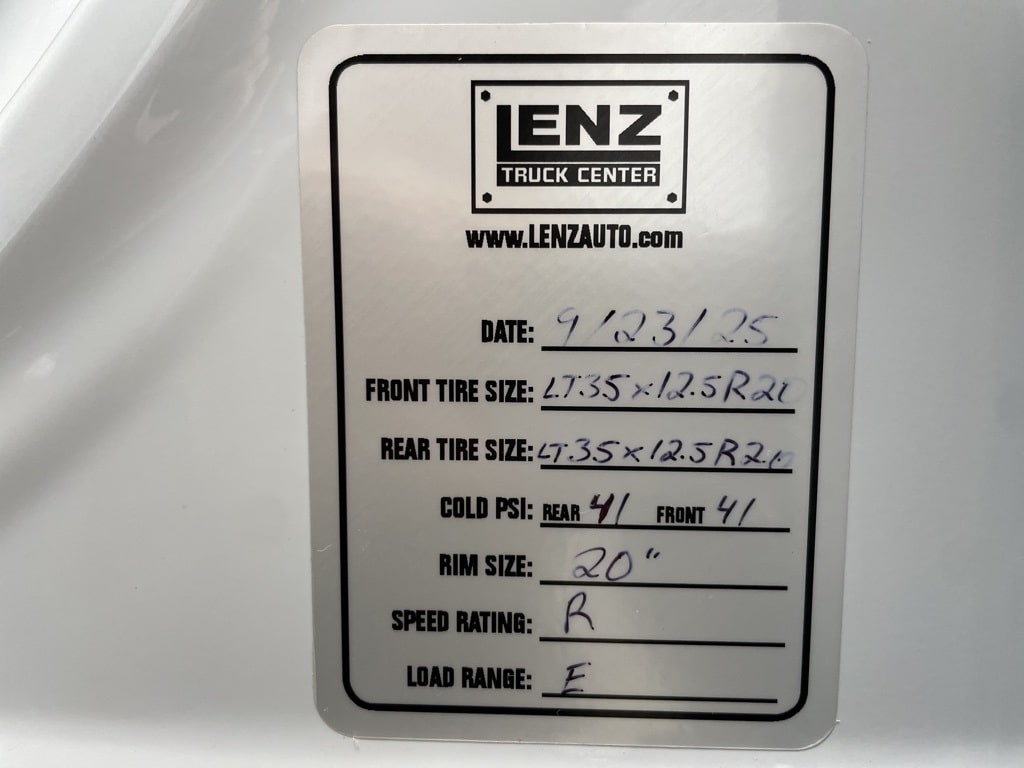 LENZ
TRUCK CENTER
www.LENZAUTO.com
DATE: 9/23/25
FRONT TIRE SIZE: LT35x12.5R20
REAR TIRE SIZE: LT35x12.5R20
COLD PSI: REAR 41 FRONT 41
RIM SIZE: 20"
SPEED RATING: R
LOAD RANGE: E